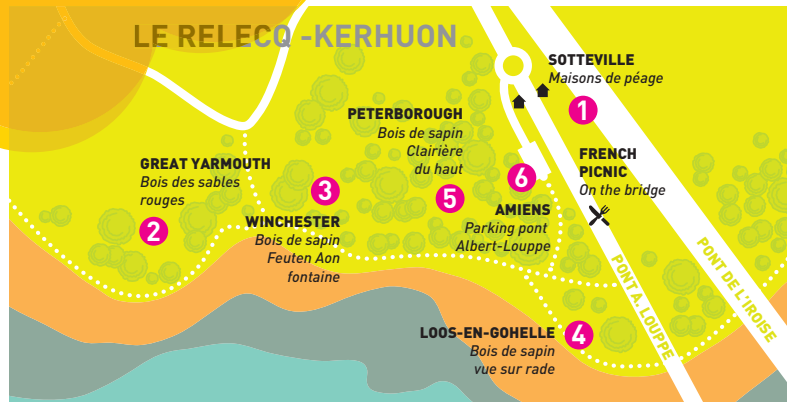 LE RELECQ -KERHUON
SOTTEVILLE
Maisons de péage
1
PETERBOROUGH
Bois de sapin
Clairière
du haut
5
FRENCH
PICNIC
On the bridge
GREAT YARMOUTH
Bois des sables
rouges
2
3
WINCHESTER
Bois de sapin
Feuten Aon
fontaine
6
AMIENS
Parking pont
Albert-Louppe
PONT A. LOUPPE
PONT DE L'IROISE
LOOS-EN-GOHELLE
Bois de sapin
vue sur rade
4